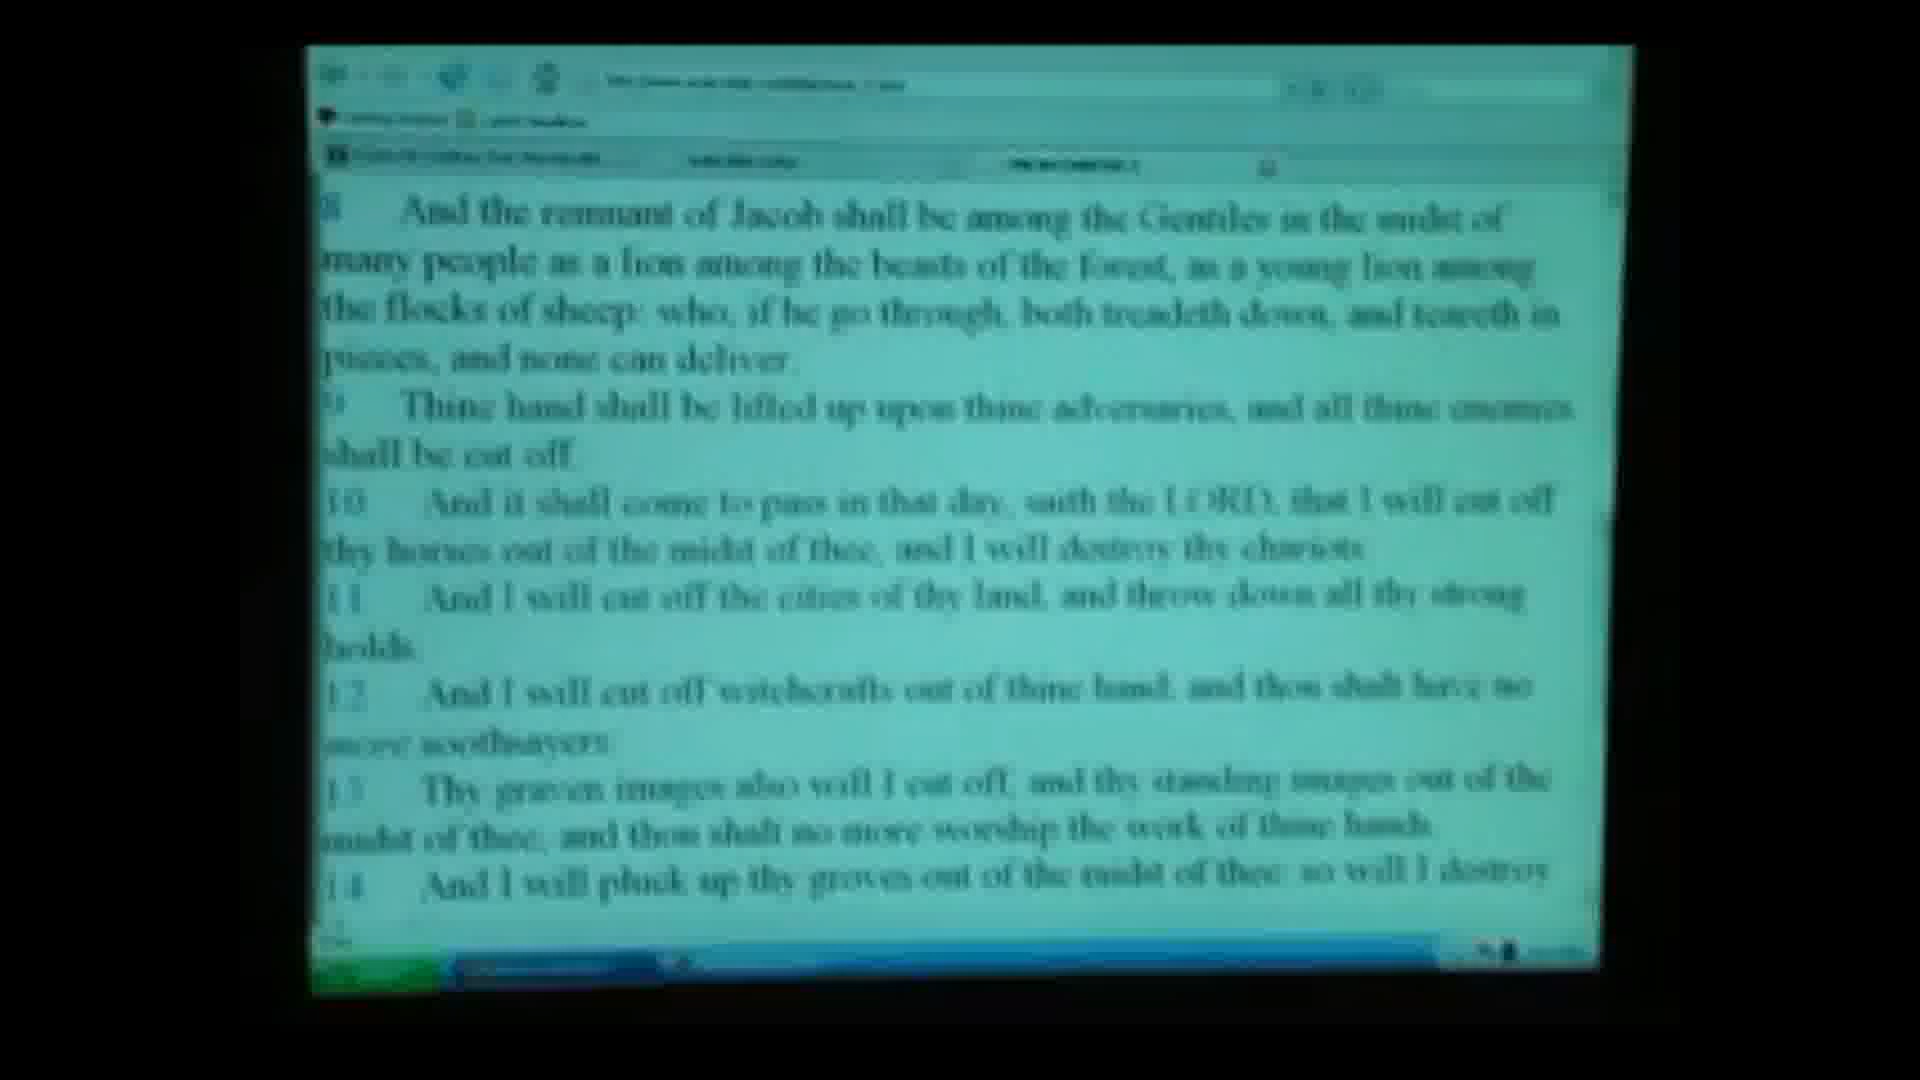 8 And the remnant of Jacob shall be among the Gentiles in the midst of
many people as a lion among the beasts of the forest, as a young lion among
the flocks of sheep: who, if he go through, both treadeth down, and teareth in
pieces, and none can deliver.
9 Thine hand shall be lifted up upon thine adversaries, and all thine enemies
shall be cut off.
10 And it shall come to pass in that day, saith the LORD, that I will cut off
thy horses out of the midst of thee, and I will destroy thy chariots:
11 And I will cut off the cities of thy land, and throw down all thy strong
holds:
12 And I will cut off witchcrafts out of thine hand; and thou shalt have no
more soothsayers:
13 Thy graven images also will I cut off, and thy standing images out of the
midst of thee; and thou shalt no more worship the work of thine hands.
14 And I will pluck up thy groves out of the midst of thee: so will I destroy